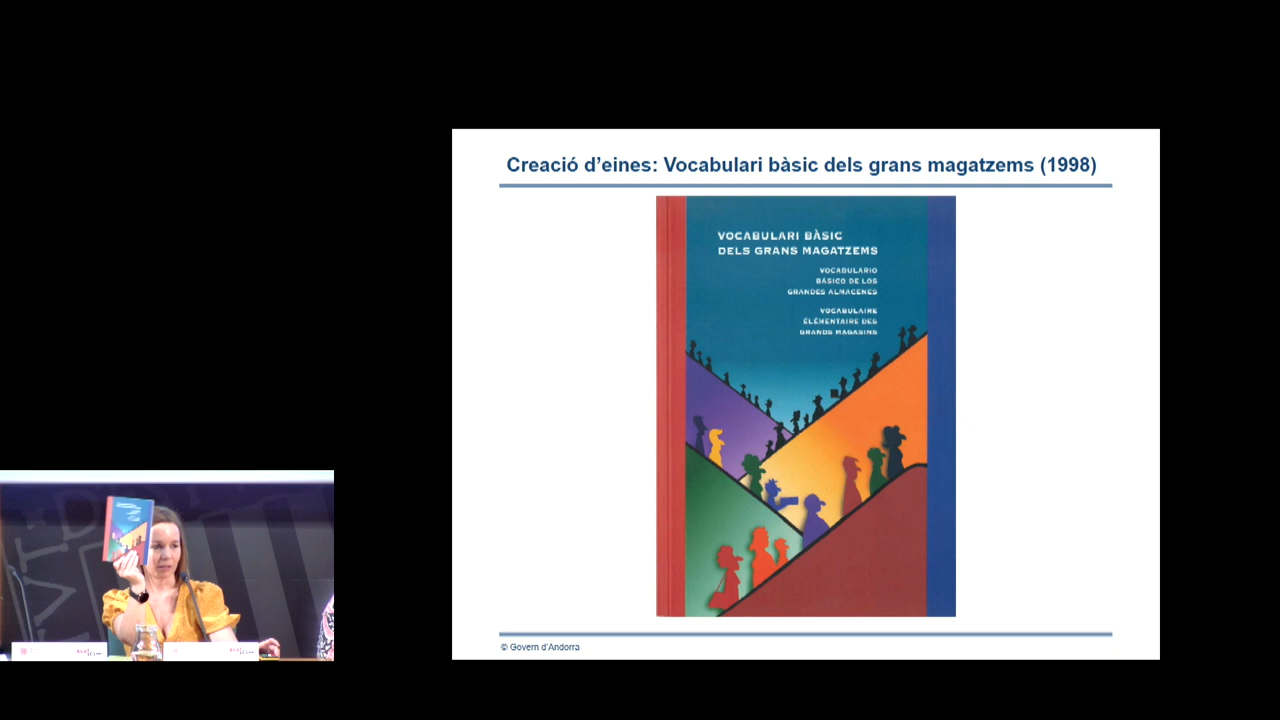 Creació d'eines: Vocabulari bàsic dels grans magatzems (1998)
VOCABULARI BÀSIC
DELS GRANS MAGATZEMS
VOCABULARIO
BÁSICO DE LOS
GRANDES ALMACENES
VOCABULAIRE
ÉLÉMENTAIRE DES
GRANDS MAGASINS
© Govern d'Andorra